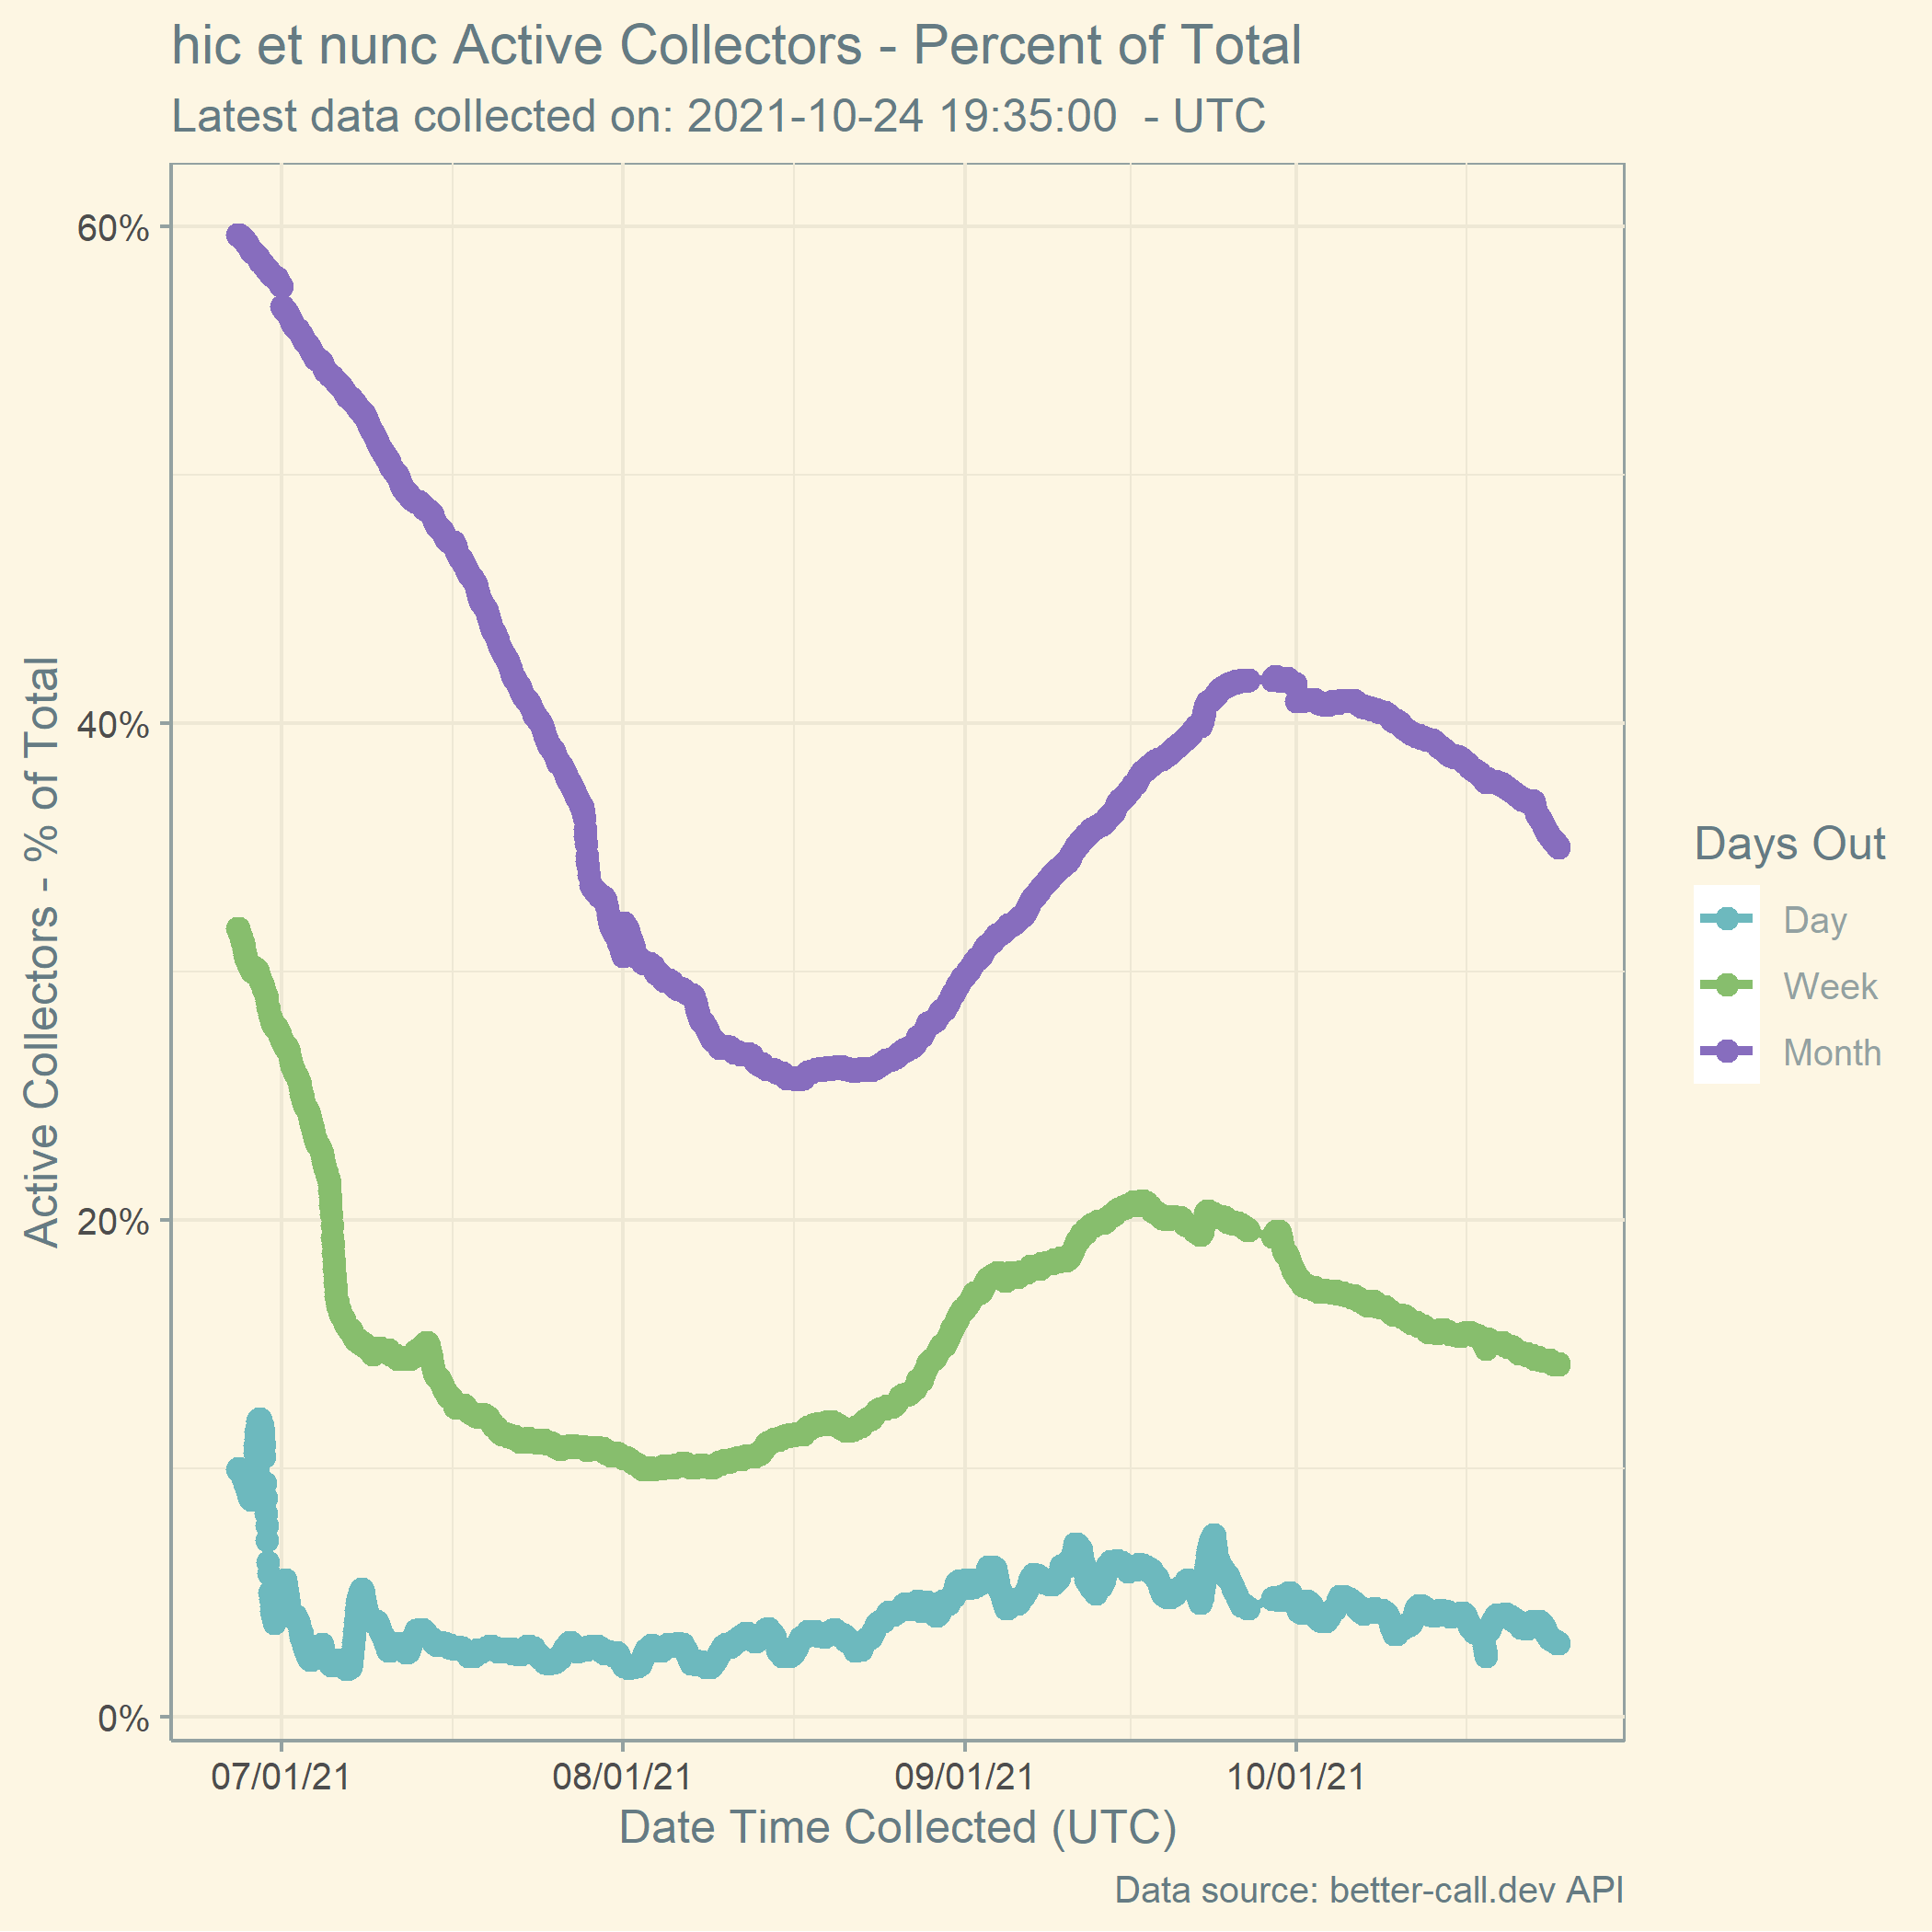 hic et nunc Active Collectors - Percent of Total
Latest data collected on: 2021-10-24 19:35:00  - UTC
Active Collectors - % of Total
60%
40%
20%
0%
07/01/21
08/01/21
09/01/21
10/01/21
Date Time Collected (UTC)
Days Out
Day
Week
Month
Data source: better-call.dev API